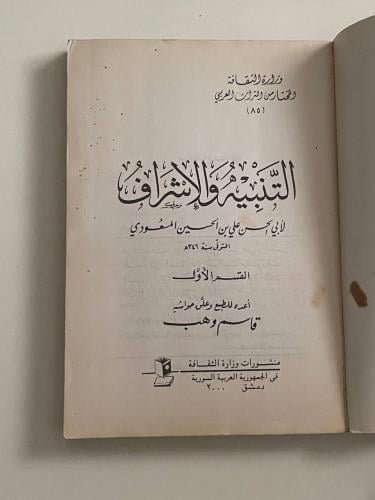 وزارة الثقافة
المختار من التراث العربي
(٨٥)
التنبيه والإشراف
لأبي الحسن علي بن الحسين المسعودي
المتوفى سنة ٣٤٦هـ
القسم الأول
أعده للطبع وعلق حواشيه
قاسم وهب
منشورات وزارة الثقافة
في الجمهورية العربية السورية
دمشق ٢٠٠٠